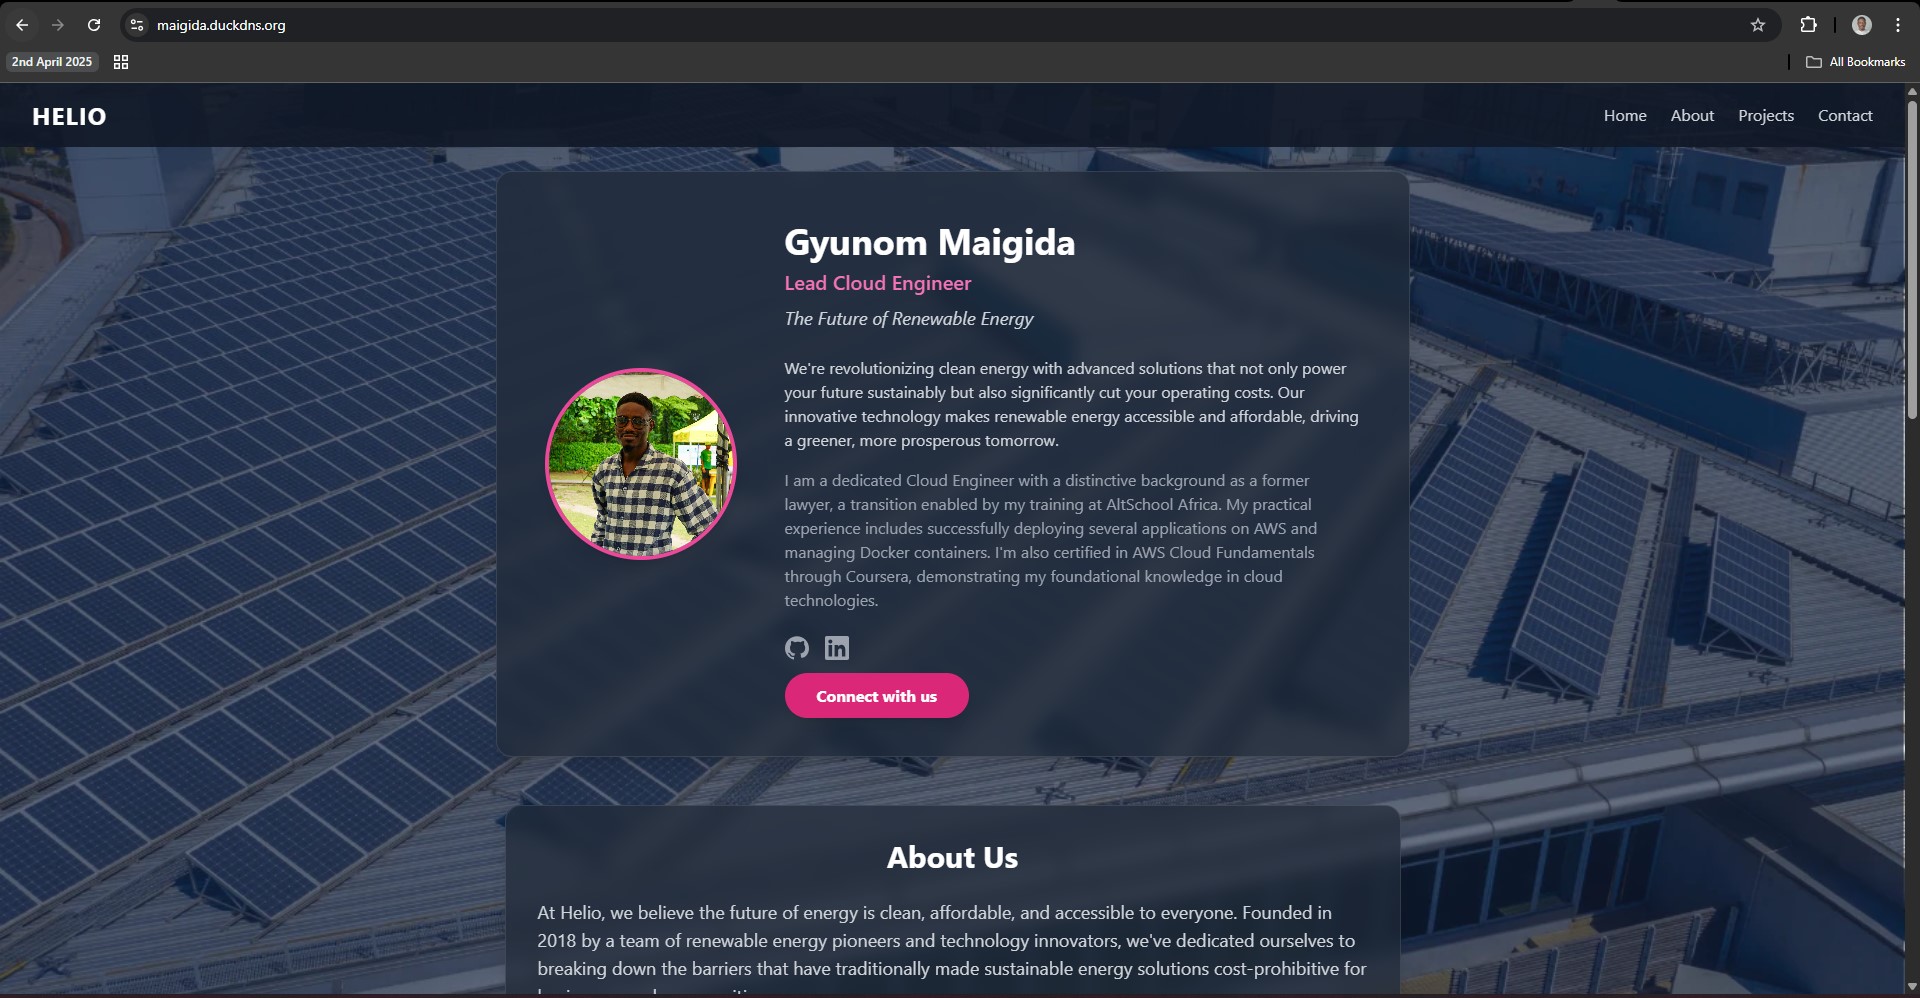 maigida.duckdns.org
2nd April 2025
All Bookmarks
HELIO
Home About Projects Contact
Gyunom Maigida
Lead Cloud Engineer
The Future of Renewable Energy
We're revolutionizing clean energy with advanced solutions that not only power
your future sustainably but also significantly cut your operating costs. Our
innovative technology makes renewable energy accessible and affordable, driving
a greener, more prosperous tomorrow.
I am a dedicated Cloud Engineer with a distinctive background as a former
lawyer, a transition enabled by my training at AltSchool Africa. My practical
experience includes successfully deploying several applications on AWS and
managing Docker containers. I'm also certified in AWS Cloud Fundamentals
through Coursera, demonstrating my foundational knowledge in cloud
technologies.
in
Connect with us
About Us
At Helio, we believe the future of energy is clean, affordable, and accessible to everyone. Founded in
2018 by a team of renewable energy pioneers and technology innovators, we've dedicated ourselves to
breaking down the barriers that have traditionally made sustainable energy solutions cost-prohibitive for